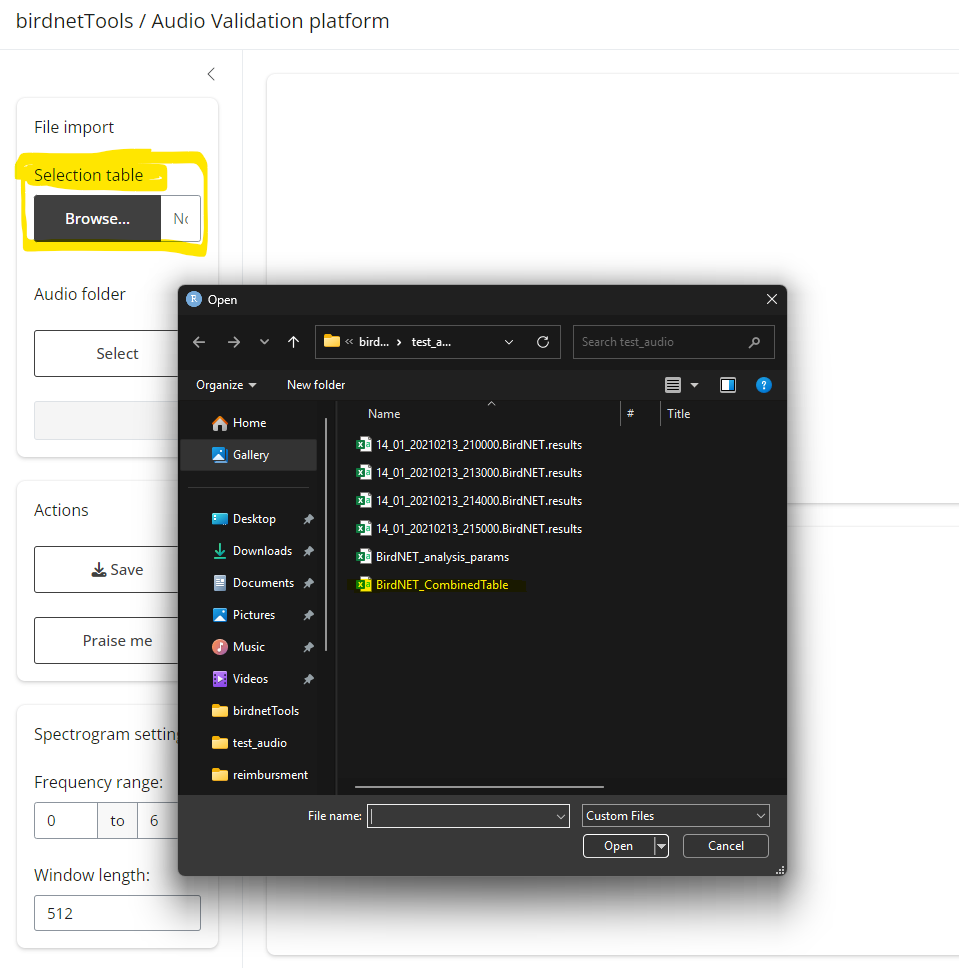 birdnetTools / Audio Validation platform
File import
Selection table
Browse...
Audio folder
Select
Actions
Save
Praise me
Spectrogram
Frequency range:
0 to 6
Window length:
512
R Open
« bird... › test_a...
Search test_audio
Organize
New folder
?
Home
Gallery
Desktop
Downloads
Documents
Pictures
Music
Videos
birdnetTools
test_audio
reimbursment
Name # Title
14_01_20210213_210000.BirdNET.results
14_01_20210213_213000.BirdNET.results
14_01_20210213_214000.BirdNET.results
14_01_20210213_215000.BirdNET.results
BirdNET_analysis_params
BirdNET_CombinedTable
File name:
Custom Files
Open
Cancel